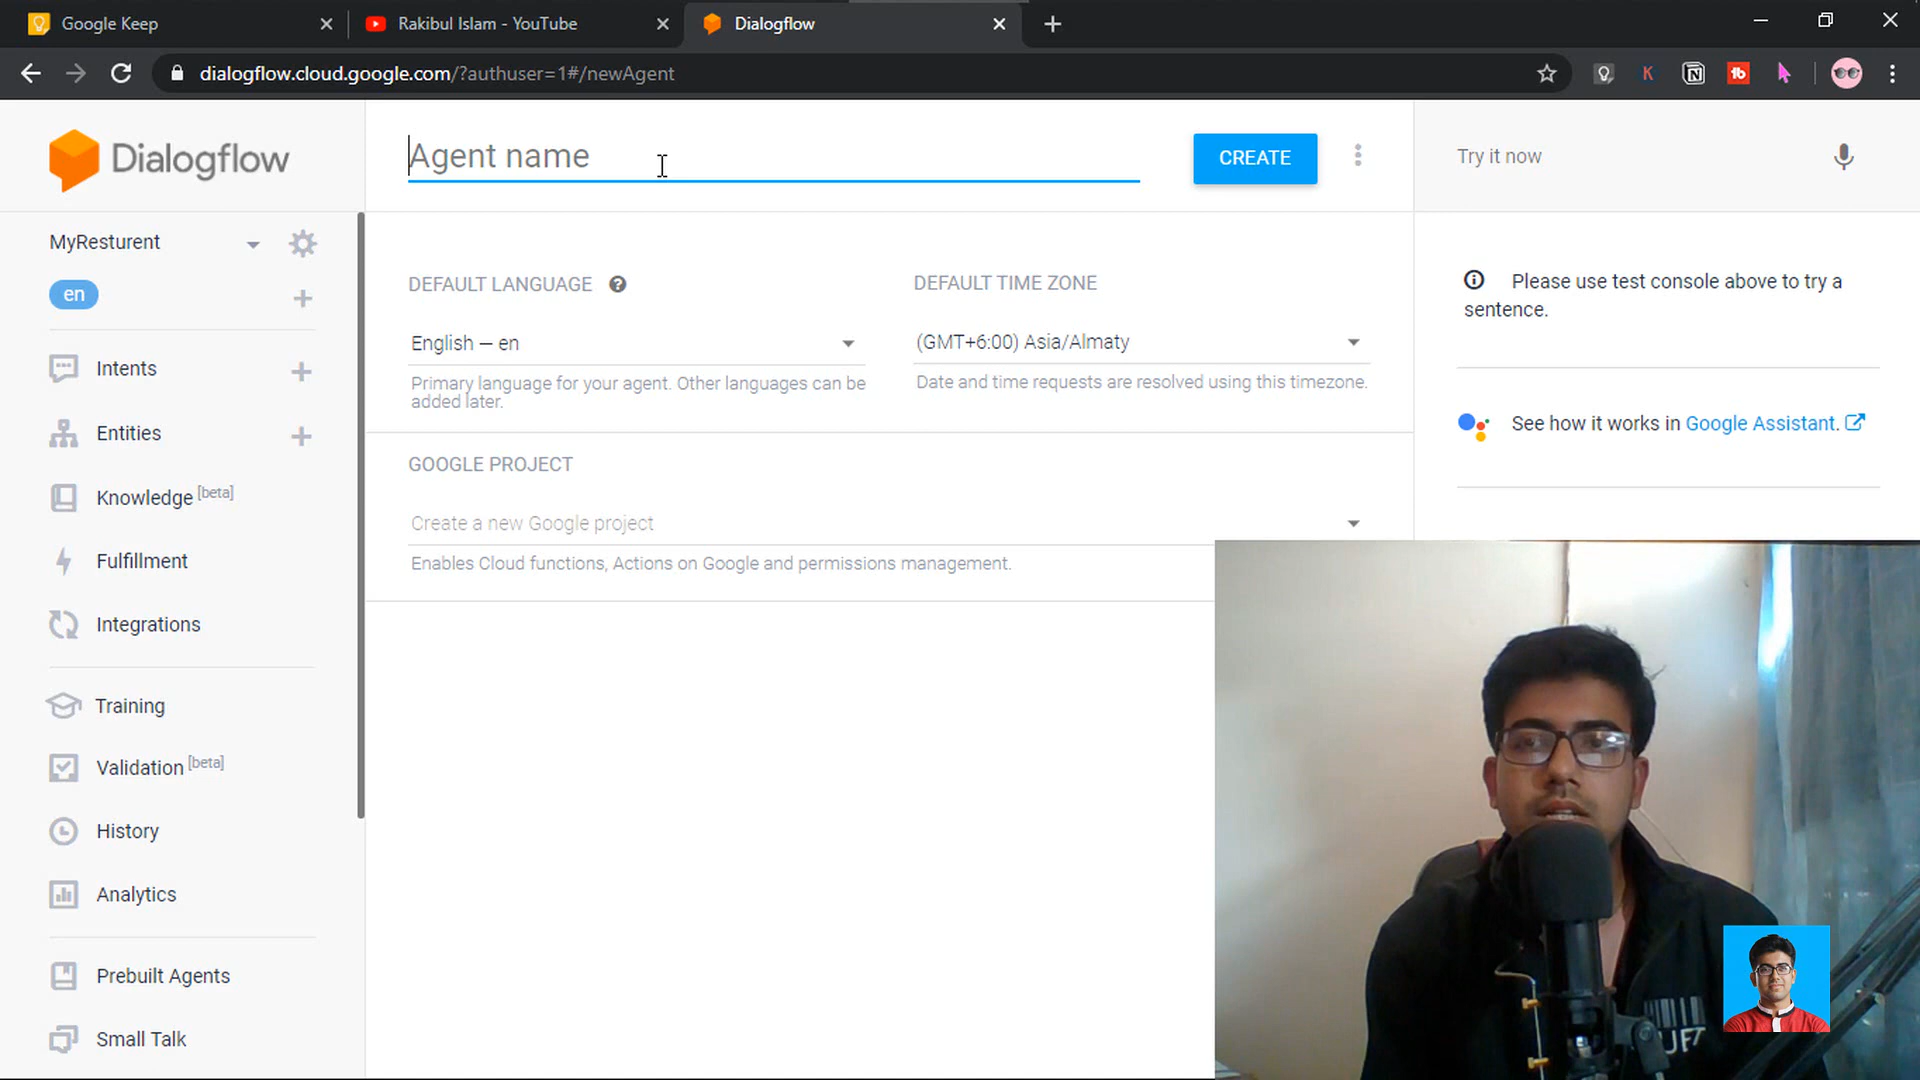 Google Keep
Rakibul Islam - YouTube
Dialogflow
dialogflow.cloud.google.com/?authuser=1#/newAgent
Dialogflow
Agent name
CREATE
Try it now
MyResturent
en
DEFAULT LANGUAGE
DEFAULT TIME ZONE
English – en
(GMT+6:00) Asia/Almaty
Primary language for your agent. Other languages can be
added later.
Date and time requests are resolved using this timezone.
Please use test console above to try a
sentence.
See how it works in Google Assistant.
GOOGLE PROJECT
Create a new Google project
Enables Cloud functions, Actions on Google and permissions management.
Intents
Entities
Knowledge [beta]
Fulfillment
Integrations
Training
Validation [beta]
History
Analytics
Prebuilt Agents
Small Talk